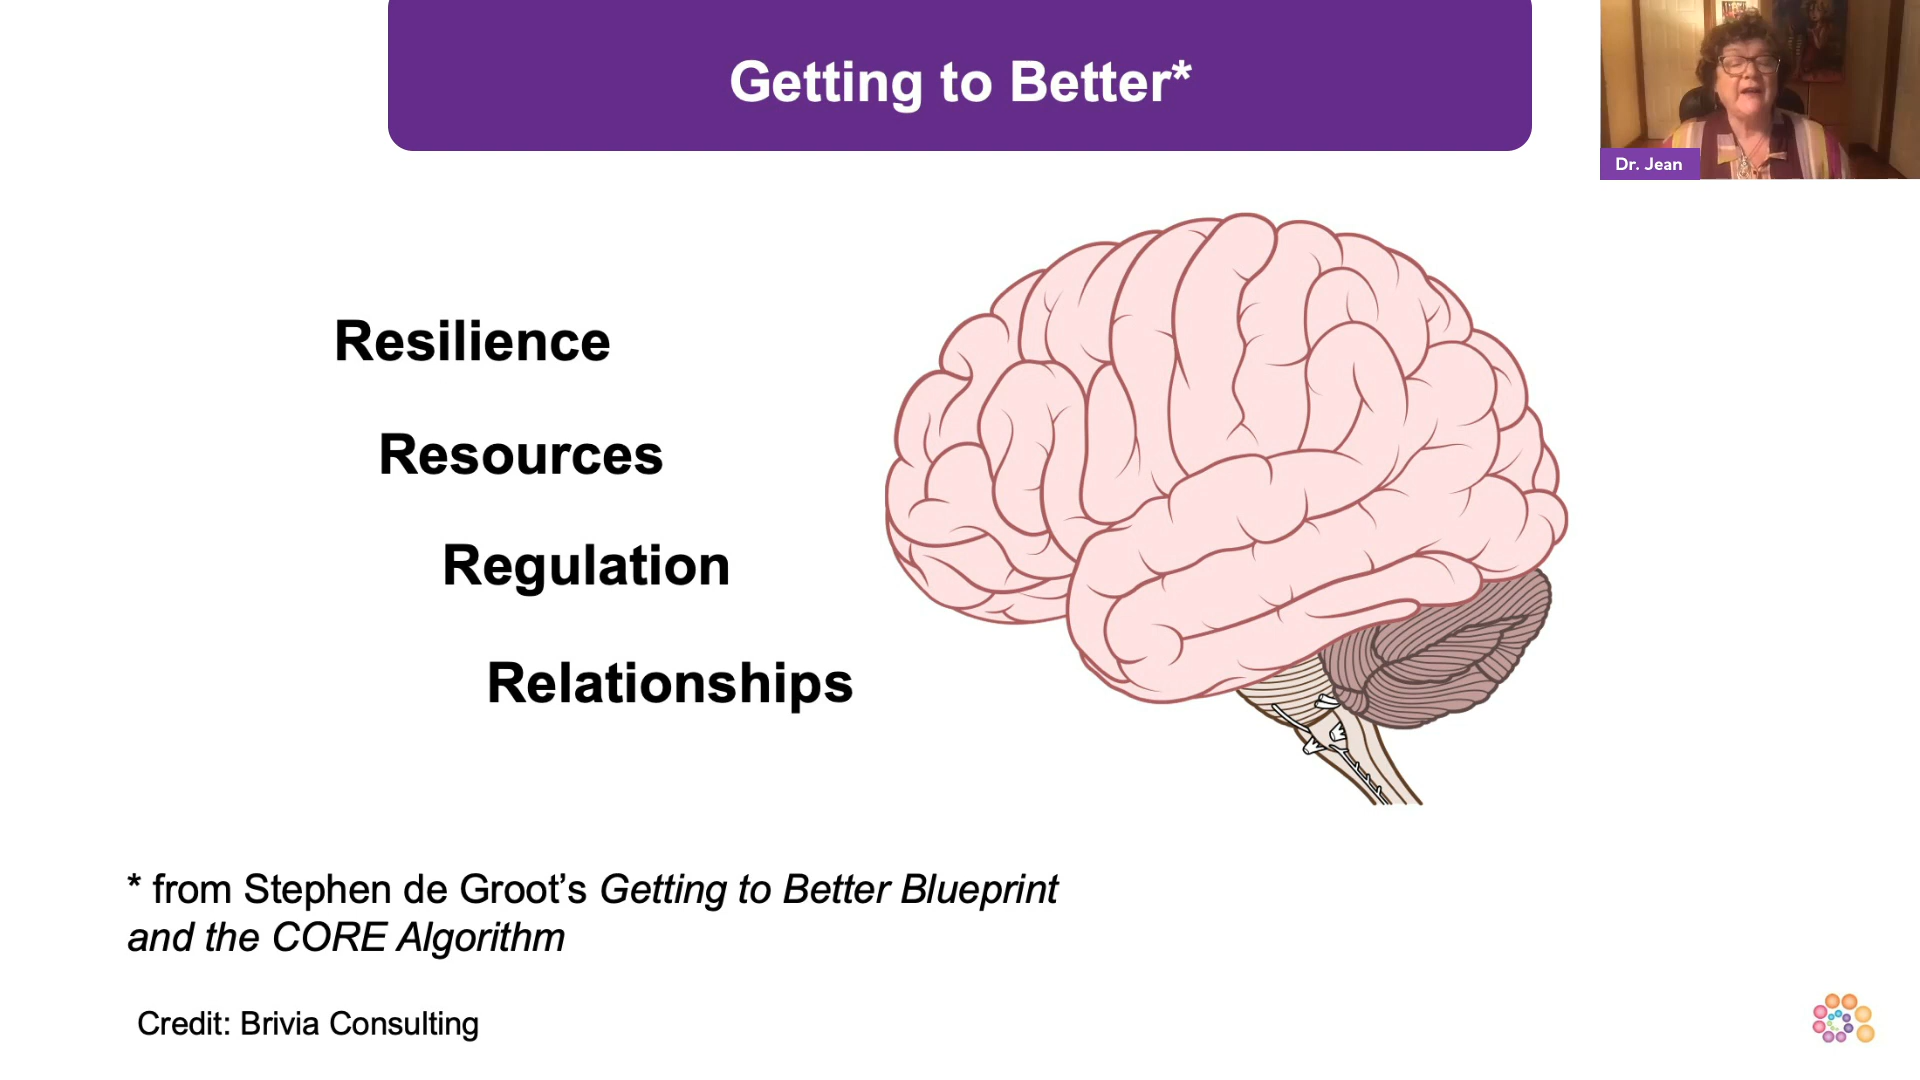 Getting to Better*
Dr. Jean
Resilience
Resources
Regulation
Relationships
* from Stephen de Groot’s Getting to Better Blueprint
and the CORE Algorithm
Credit: Brivia Consulting